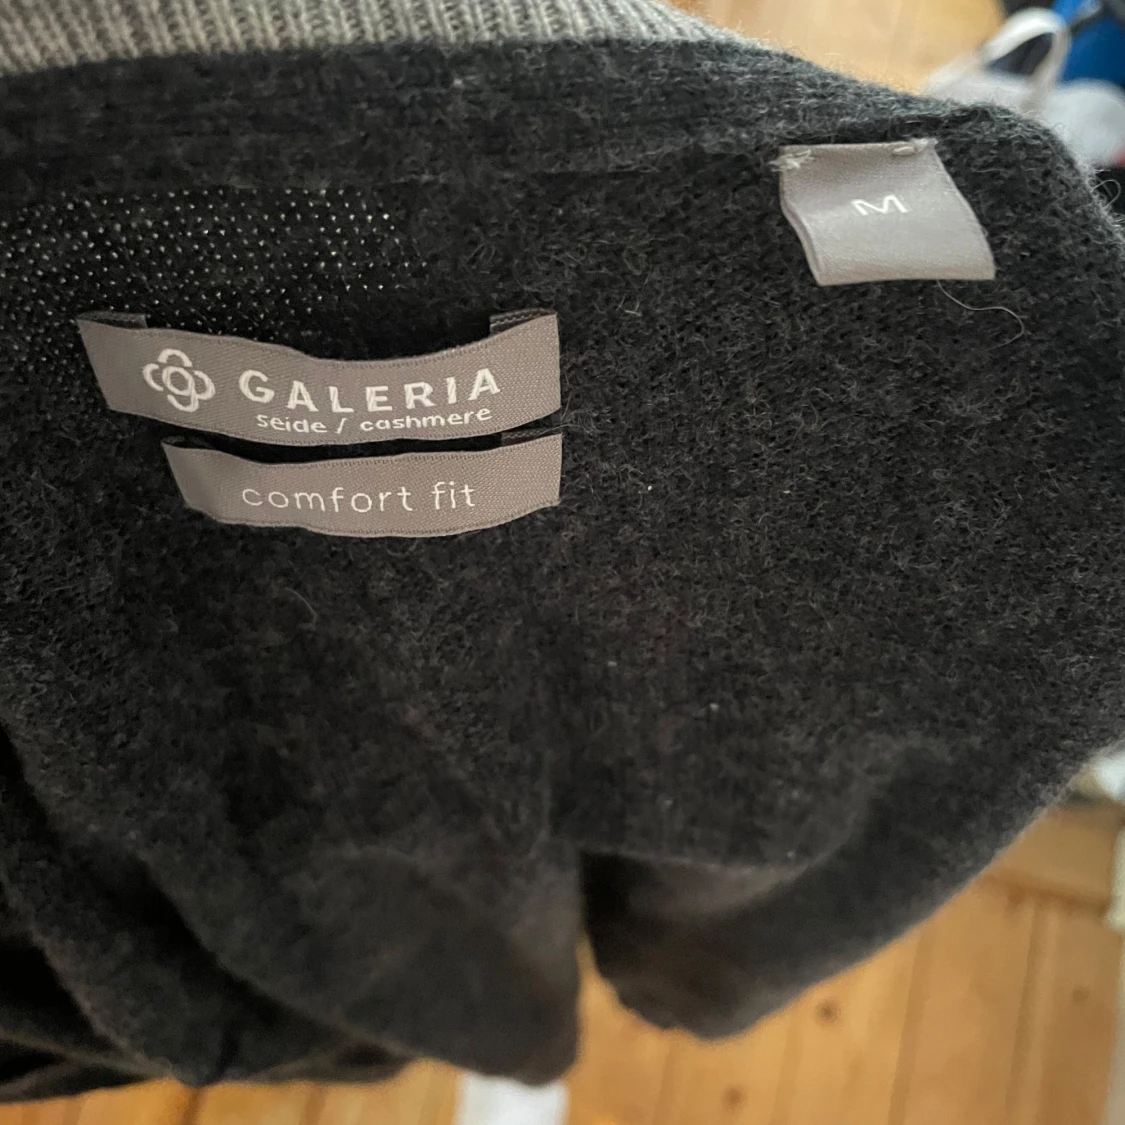 M
GALERIA
seide / cashmere
comfort fit